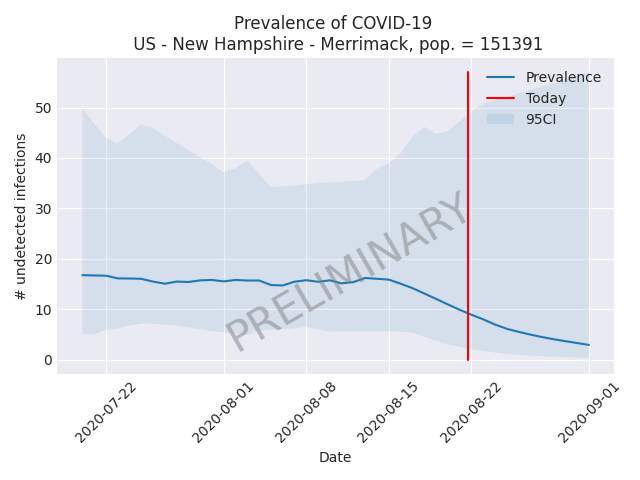 Prevalence of COVID-19
US - New Hampshire - Merrimack, pop. = 151391
# undetected infections
50
40
30
20
10
0
Prevalence
Today
95CI
PRELIMINARY
2020-07-22
2020-08-01
2020-08-08
2020-08-15
2020-08-22
2020-09-01
Date